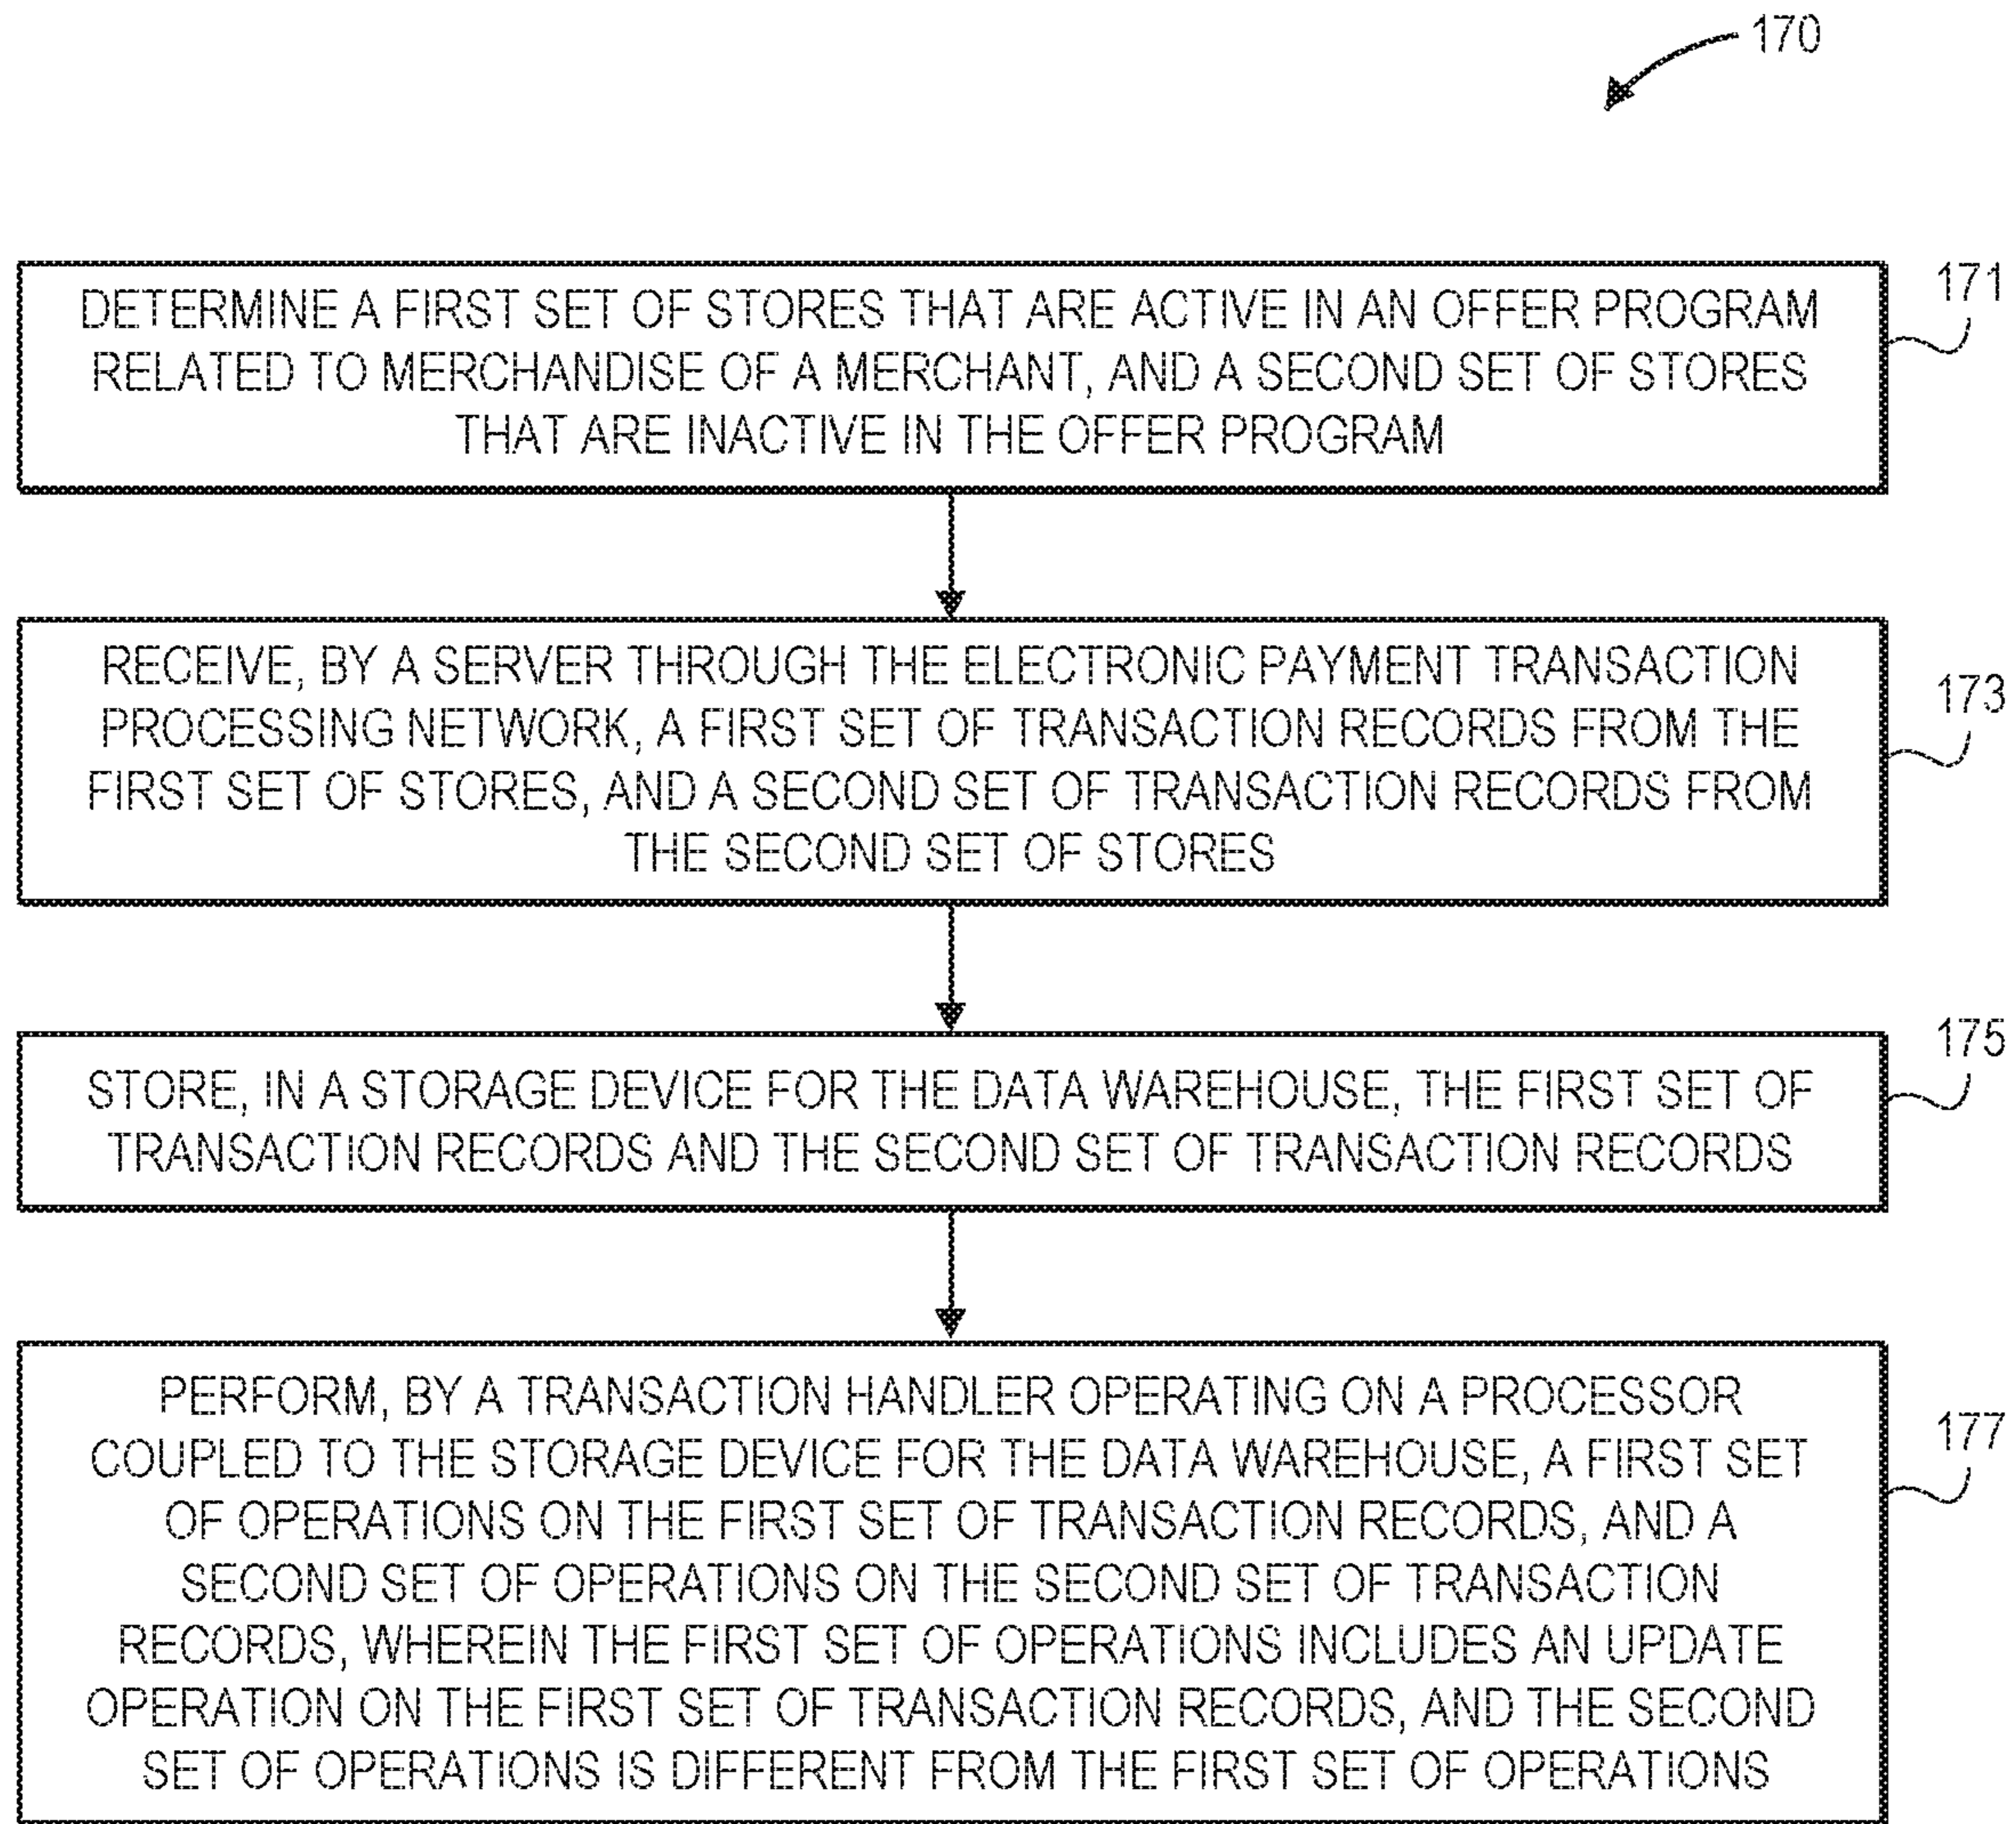 170
DETERMINE A FIRST SET OF STORES THAT ARE ACTIVE IN AN OFFER PROGRAM
RELATED TO MERCHANDISE OF A MERCHANT, AND A SECOND SET OF STORES
THAT ARE INACTIVE IN THE OFFER PROGRAM
171
RECEIVE, BY A SERVER THROUGH THE ELECTRONIC PAYMENT TRANSACTION
PROCESSING NETWORK, A FIRST SET OF TRANSACTION RECORDS FROM THE
FIRST SET OF STORES, AND A SECOND SET OF TRANSACTION RECORDS FROM
THE SECOND SET OF STORES
173
STORE, IN A STORAGE DEVICE FOR THE DATA WAREHOUSE, THE FIRST SET OF
TRANSACTION RECORDS AND THE SECOND SET OF TRANSACTION RECORDS
175
PERFORM, BY A TRANSACTION HANDLER OPERATING ON A PROCESSOR
COUPLED TO THE STORAGE DEVICE FOR THE DATA WAREHOUSE, A FIRST SET
OF OPERATIONS ON THE FIRST SET OF TRANSACTION RECORDS, AND A
SECOND SET OF OPERATIONS ON THE SECOND SET OF TRANSACTION
RECORDS, WHEREIN THE FIRST SET OF OPERATIONS INCLUDES AN UPDATE
OPERATION ON THE FIRST SET OF TRANSACTION RECORDS, AND THE SECOND
SET OF OPERATIONS IS DIFFERENT FROM THE FIRST SET OF OPERATIONS
177